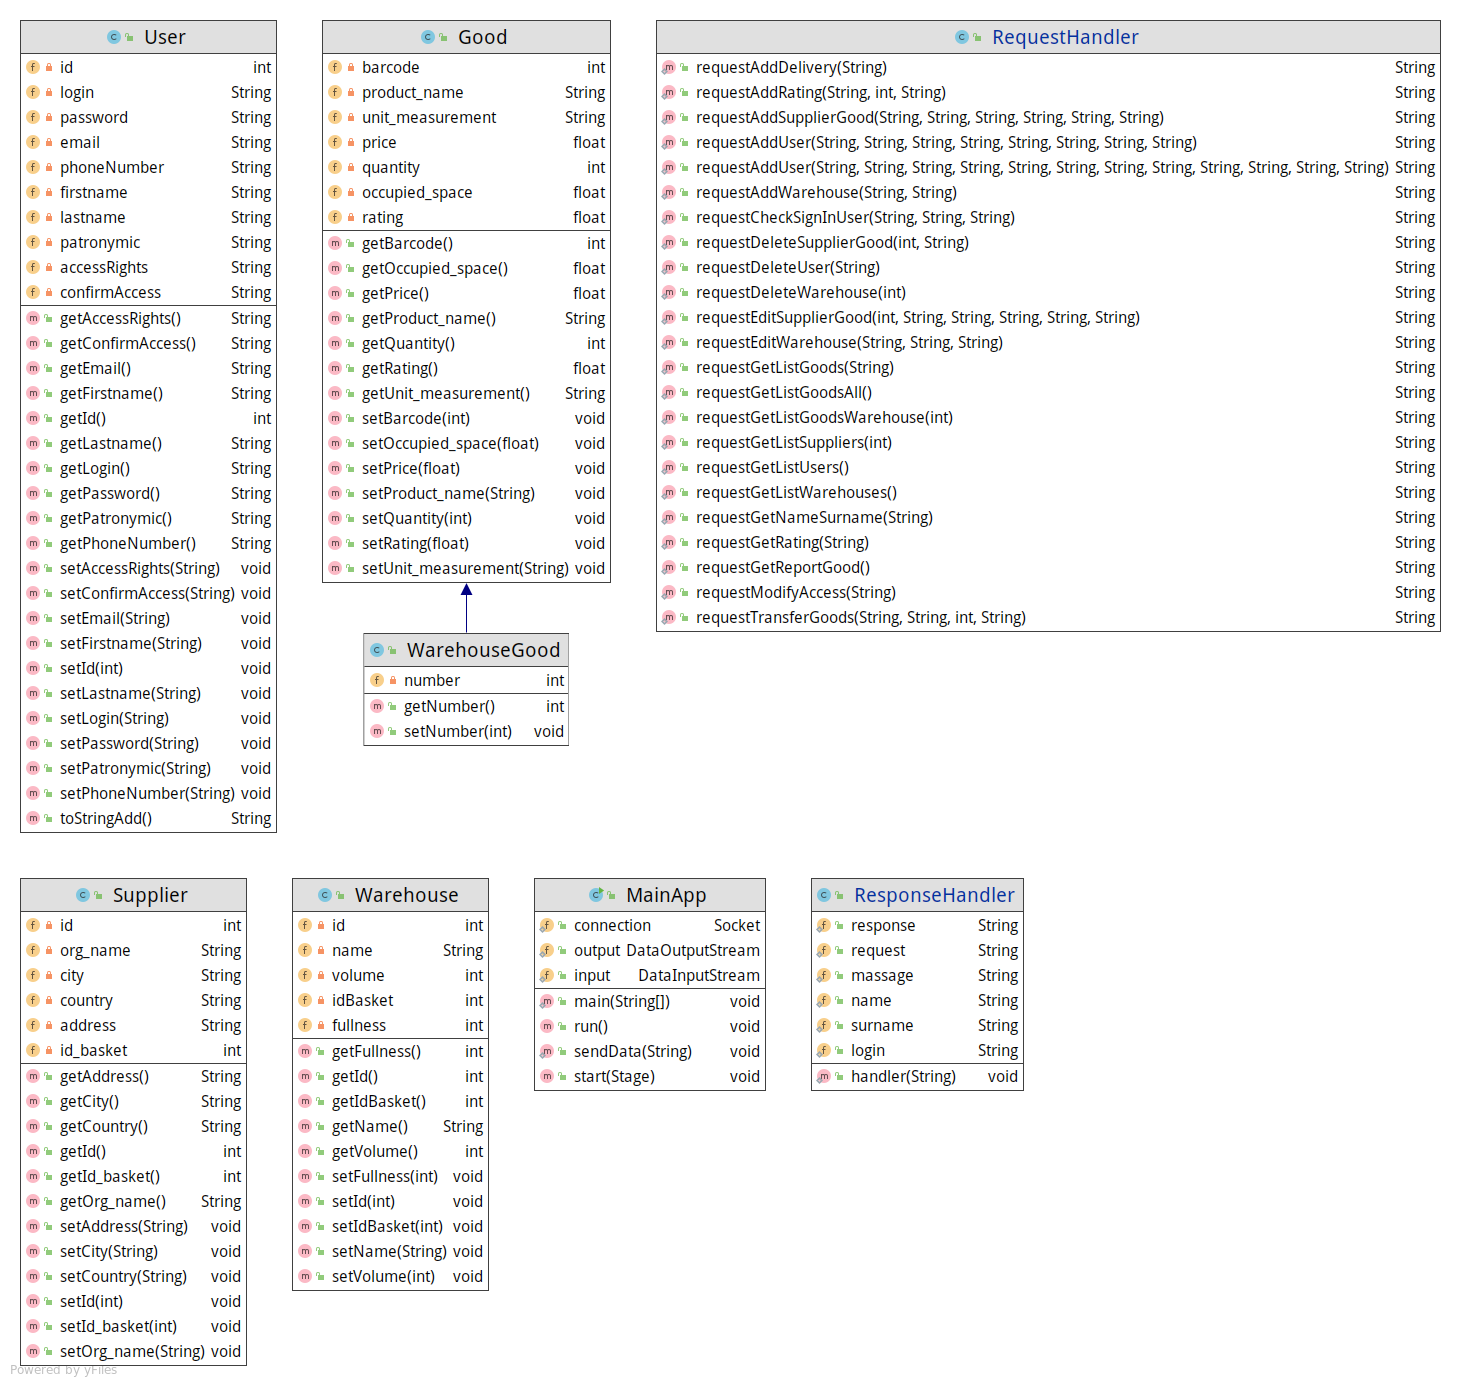 User
id int
login String
password String
email String
phoneNumber String
firstname String
lastname String
patronymic String
accessRights String
confirmAccess String
getAccessRights() String
getConfirmAccess() String
getEmail() String
getFirstname() String
getId() int
getLastname() String
getLogin() String
getPassword() String
getPatronymic() String
getPhoneNumber() String
setAccessRights(String) void
setConfirmAccess(String) void
setEmail(String) void
setFirstname(String) void
setId(int) void
setLastname(String) void
setLogin(String) void
setPassword(String) void
setPatronymic(String) void
setPhoneNumber(String) void
toStringAdd() String
Good
barcode int
product_name String
unit_measurement String
price float
quantity int
occupied_space float
rating float
getBarcode() int
getOccupied_space() float
getPrice() float
getProduct_name() String
getQuantity() int
getRating() float
getUnit_measurement() String
setBarcode(int) void
setOccupied_space(float) void
setPrice(float) void
setProduct_name(String) void
setQuantity(int) void
setRating(float) void
setUnit_measurement(String) void
WarehouseGood
number int
getNumber() int
setNumber(int) void
RequestHandler
requestAddDelivery(String) String
requestAddRating(String, int, String) String
requestAddSupplierGood(String, String, String, String, String) String
requestAddUser(String, String, String, String, String, String, String, String) String
requestAddUser(String, String, String, String, String, String, String, String, String, String, String, String) String
requestAddWarehouse(String, String) String
requestCheckSignInUser(String, String, String) String
requestDeleteSupplierGood(int, String) String
requestDeleteUser(String) String
requestDeleteWarehouse(int) String
requestEditSupplierGood(int, String, String, String, String, String) String
requestEditWarehouse(String, String, String) String
requestGetListGoods(String) String
requestGetListGoodsAll() String
requestGetListGoodsWarehouse(int) String
requestGetListSuppliers(int) String
requestGetListUsers() String
requestGetListWarehouses() String
requestGetNameSurname(String) String
requestGetRating(String) String
requestGetReportGood() String
requestModifyAccess(String) String
requestTransferGoods(String, String, int, String) String
Supplier
id int
org_name String
city String
country String
address String
id_basket int
getAddress() String
getCity() String
getCountry() String
getId() int
getId_basket() int
getOrg_name() String
setAddress(String) void
setCity(String) void
setCountry(String) void
setId(int) void
setId_basket(int) void
setOrg_name(String) void
Warehouse
id int
name String
volume int
idBasket int
fullness int
getFullness() int
getId() int
getIdBasket() int
getName() String
getVolume() int
setFullness(int) void
setId(int) void
setIdBasket(int) void
setName(String) void
setVolume(int) void
MainApp
connection Socket
output DataOutputStream
input DataInputStream
main(String[]) void
run() void
sendData(String) void
start(Stage) void
ResponseHandler
response String
request String
massage String
name String
surname String
login String
handler(String) void
Powered by yFiles